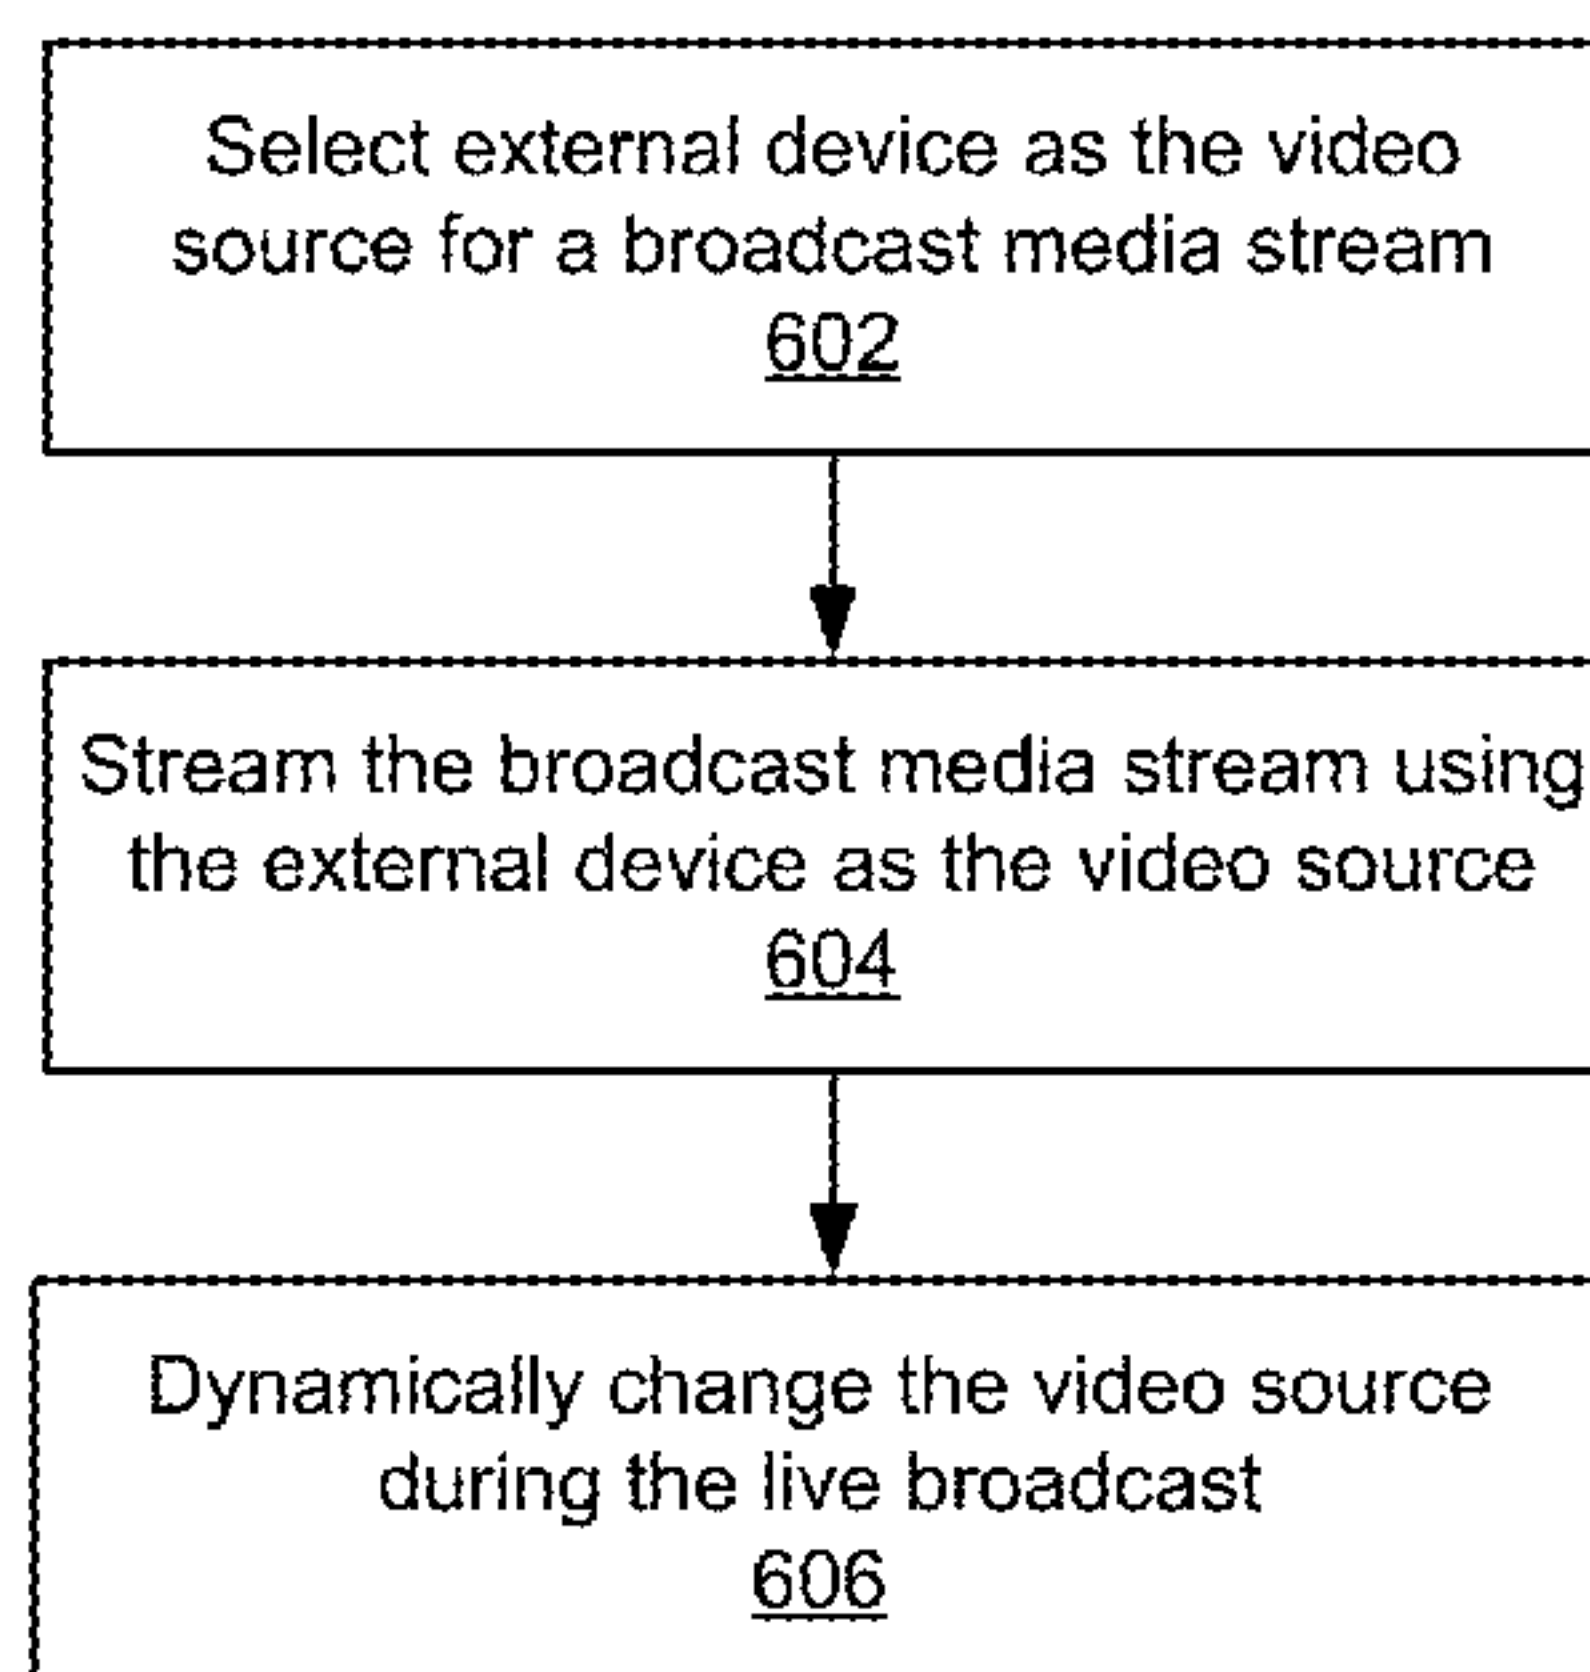 Select external device as the video
source for a broadcast media stream
602
Stream the broadcast media stream using
the external device as the video source
604
Dynamically change the video source
during the live broadcast
606